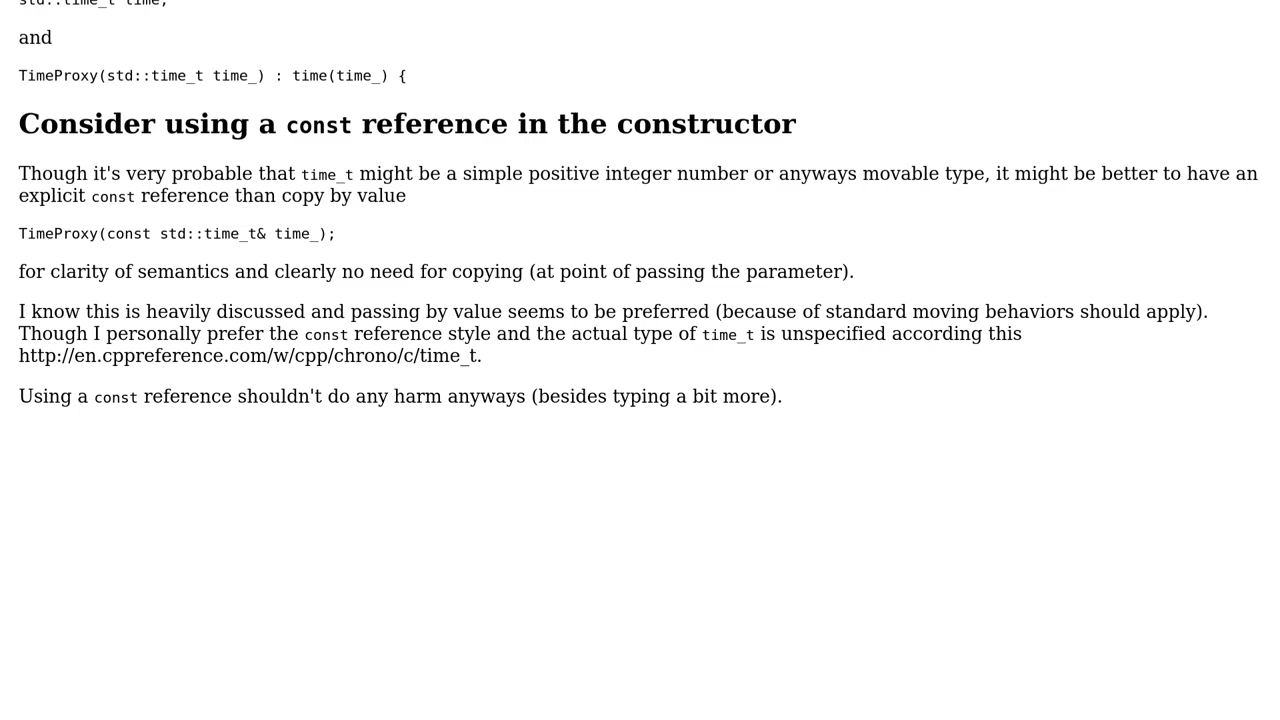 std::time_t time;
and
TimeProxy(std::time_t time_) : time(time_) {
Consider using a const reference in the constructor
Though it's very probable that time_t might be a simple positive integer number or anyways movable type, it might be better to have an
explicit const reference than copy by value
TimeProxy(const std::time_t& time_);
for clarity of semantics and clearly no need for copying (at point of passing the parameter).
I know this is heavily discussed and passing by value seems to be preferred (because of standard moving behaviors should apply).
Though I personally prefer the const reference style and the actual type of time_t is unspecified according this
http://en.cppreference.com/w/cpp/chrono/c/time_t.
Using a const reference shouldn't do any harm anyways (besides typing a bit more).